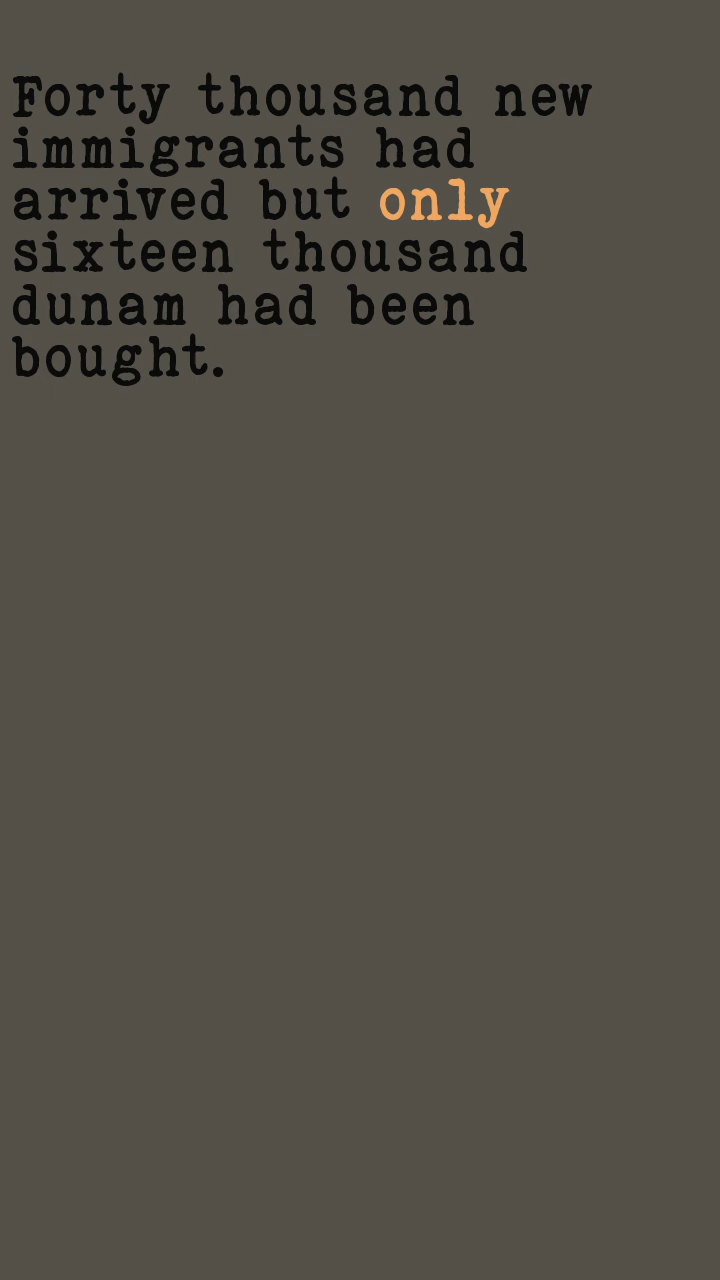 Forty thousand new
immigrants had
arrived but only
sixteen thousand
dunam had been
bought.